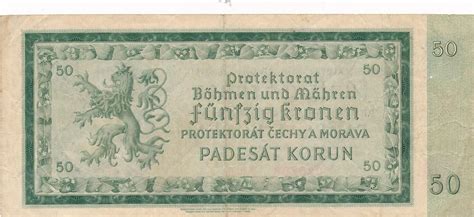 50 Protektorat 50
Böhmen und Mähren
Fünfzig Kronen
PROTEKTORÁT ČECHY A MORAVA
50 PADESÁT KORUN 50
50
50